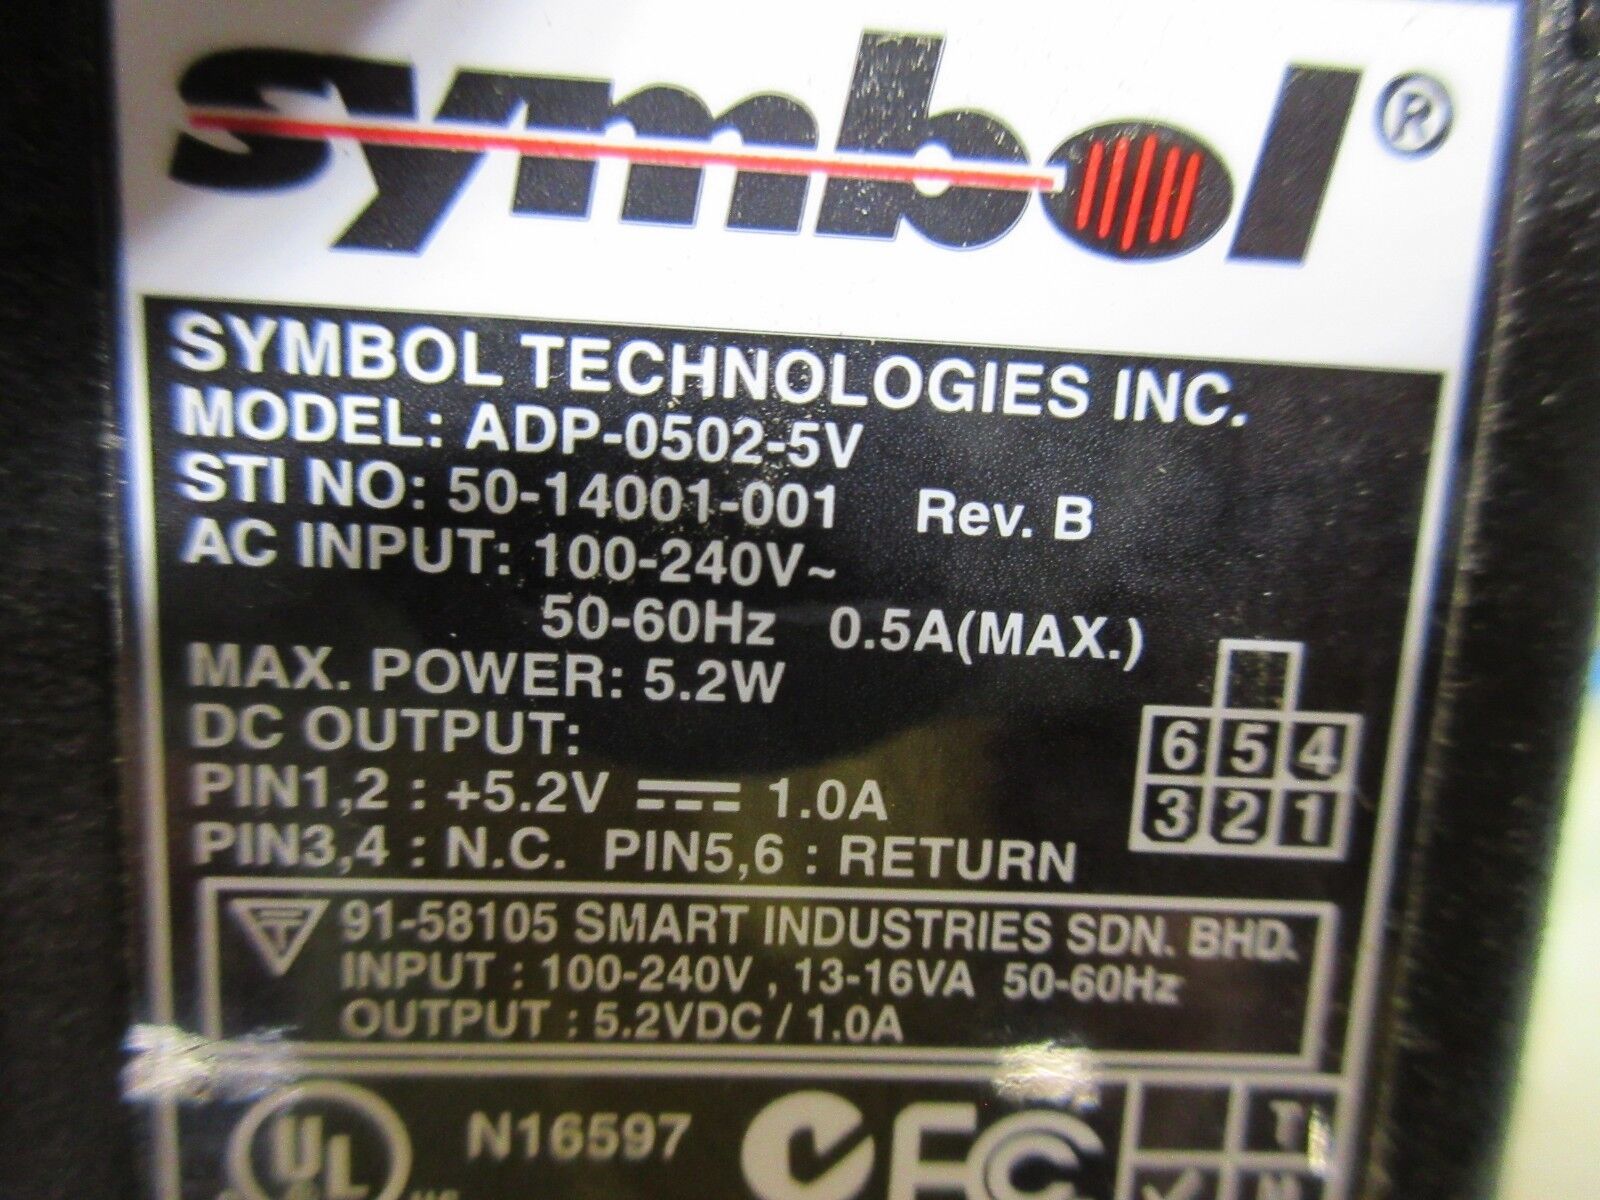 symbol®
SYMBOL TECHNOLOGIES INC.
MODEL: ADP-0502-5V
STI NO: 50-14001-001 Rev. B
AC INPUT: 100-240V~
50-60Hz 0.5A(MAX.)
MAX. POWER: 5.2W
DC OUTPUT:
PIN1,2 : +5.2V ⎓ 1.0A
PIN3,4 : N.C. PIN5,6 : RETURN
6 5 4
3 2 1
91-58105 SMART INDUSTRIES SDN. BHD.
INPUT : 100-240V , 13-16VA 50-60Hz
OUTPUT : 5.2VDC / 1.0A
UL N16597 FC